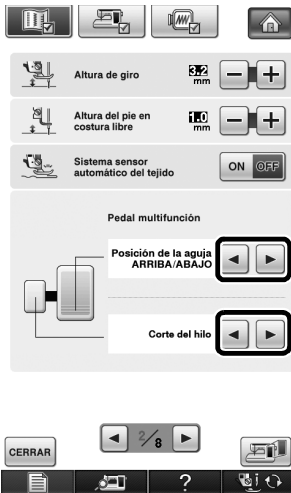 Altura de giro
3.2
mm
Altura del pie en
costura libre
1.0
mm
Sistema sensor
automático del tejido
ON OFF
Pedal multifunción
Posición de la aguja
ARRIBA/ABAJO
Corte del hilo
CERRAR
2/8
?